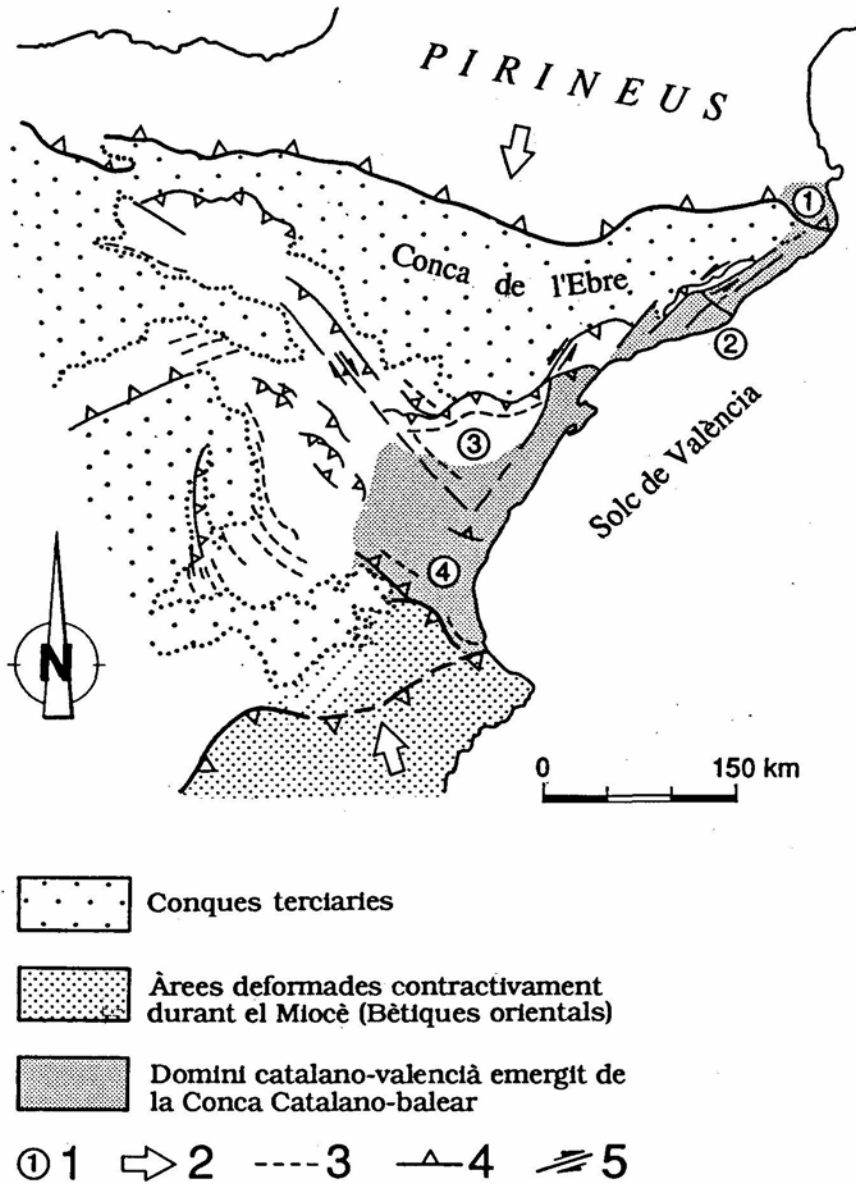 PIRINEUS
①
Conca de l'Ebre
②
③
Solc de València
④
N
0 150 km
Conques terciaries
Àrees deformades contractivament
durant el Miocè (Bètiques orientals)
Domini catalano-valencià emergit de
la Conca Catalano-balear
① 1 2 3 4 5